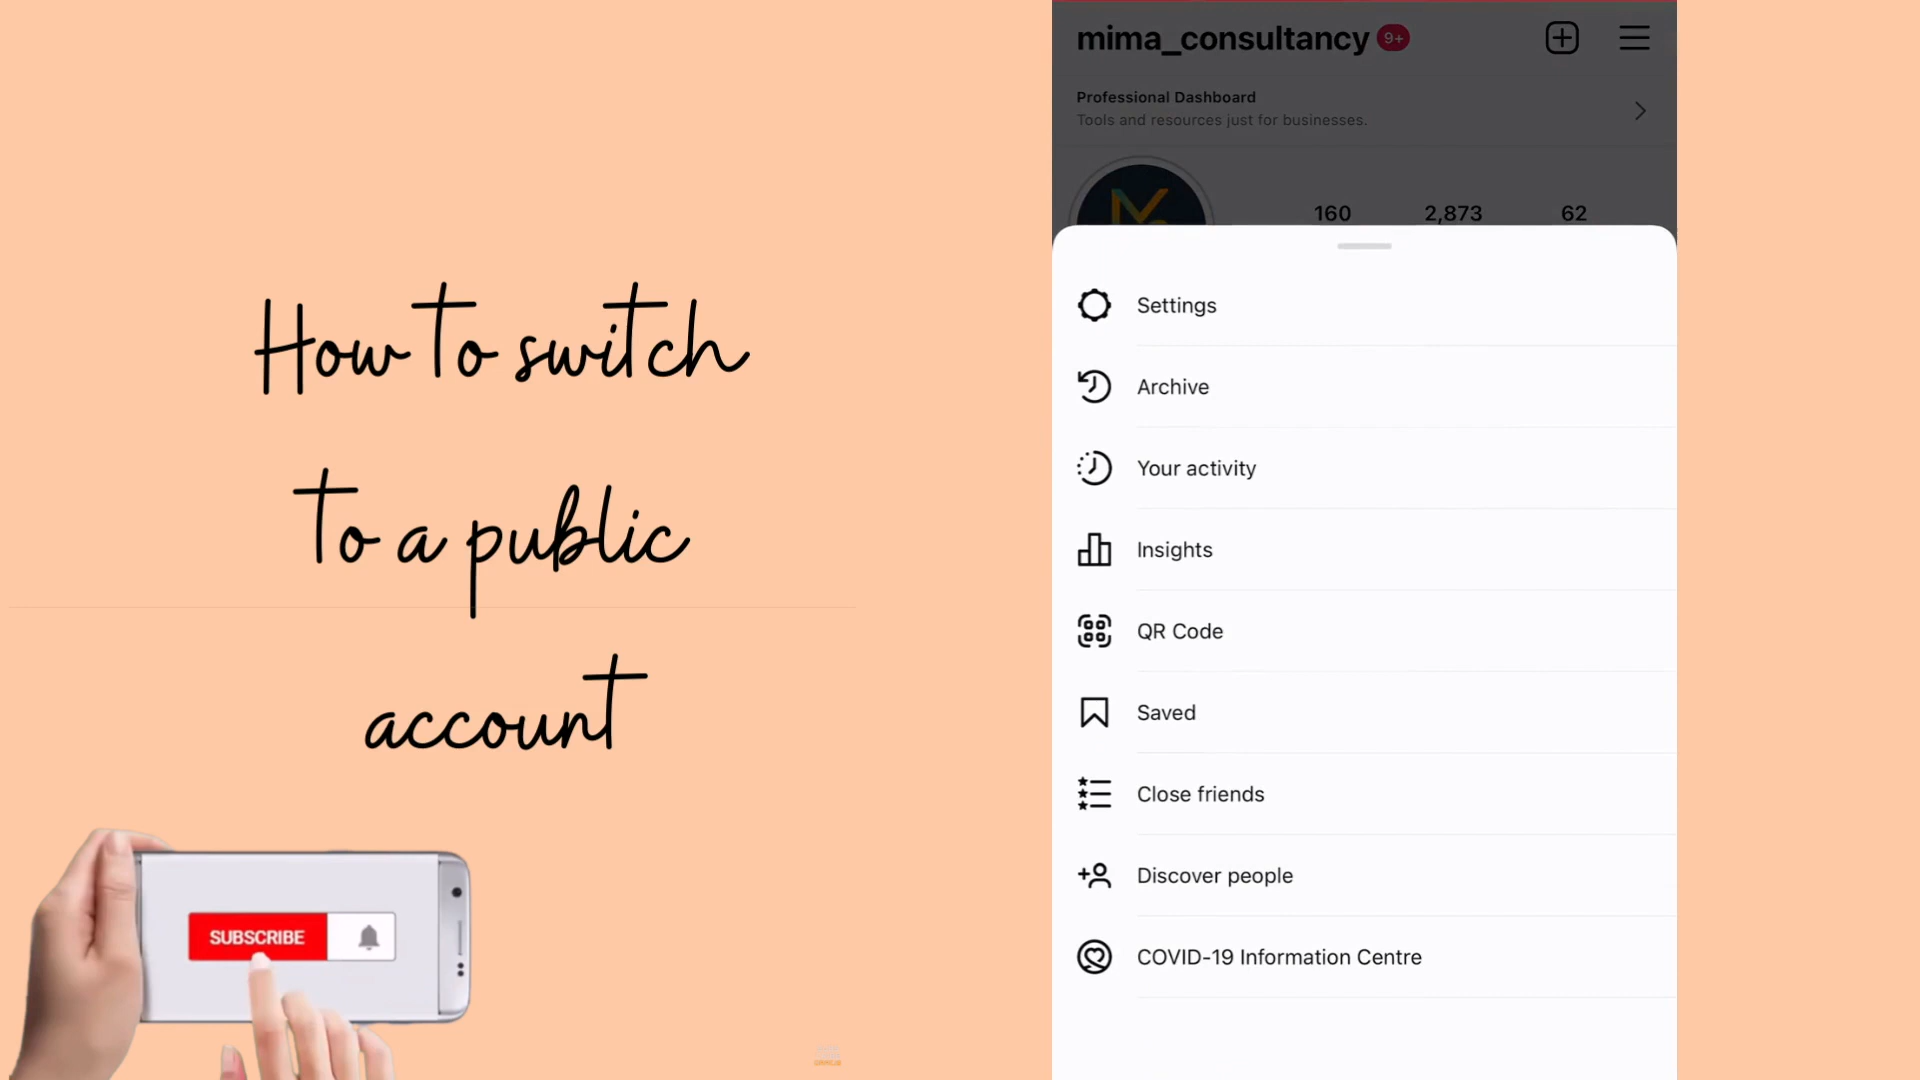 How to switch
to a public
account
SUBSCRIBE
mima_consultancy 9+
Professional Dashboard
Tools and resources just for businesses.
160 2,873 62
Settings
Archive
Your activity
Insights
QR Code
Saved
Close friends
Discover people
COVID-19 Information Centre